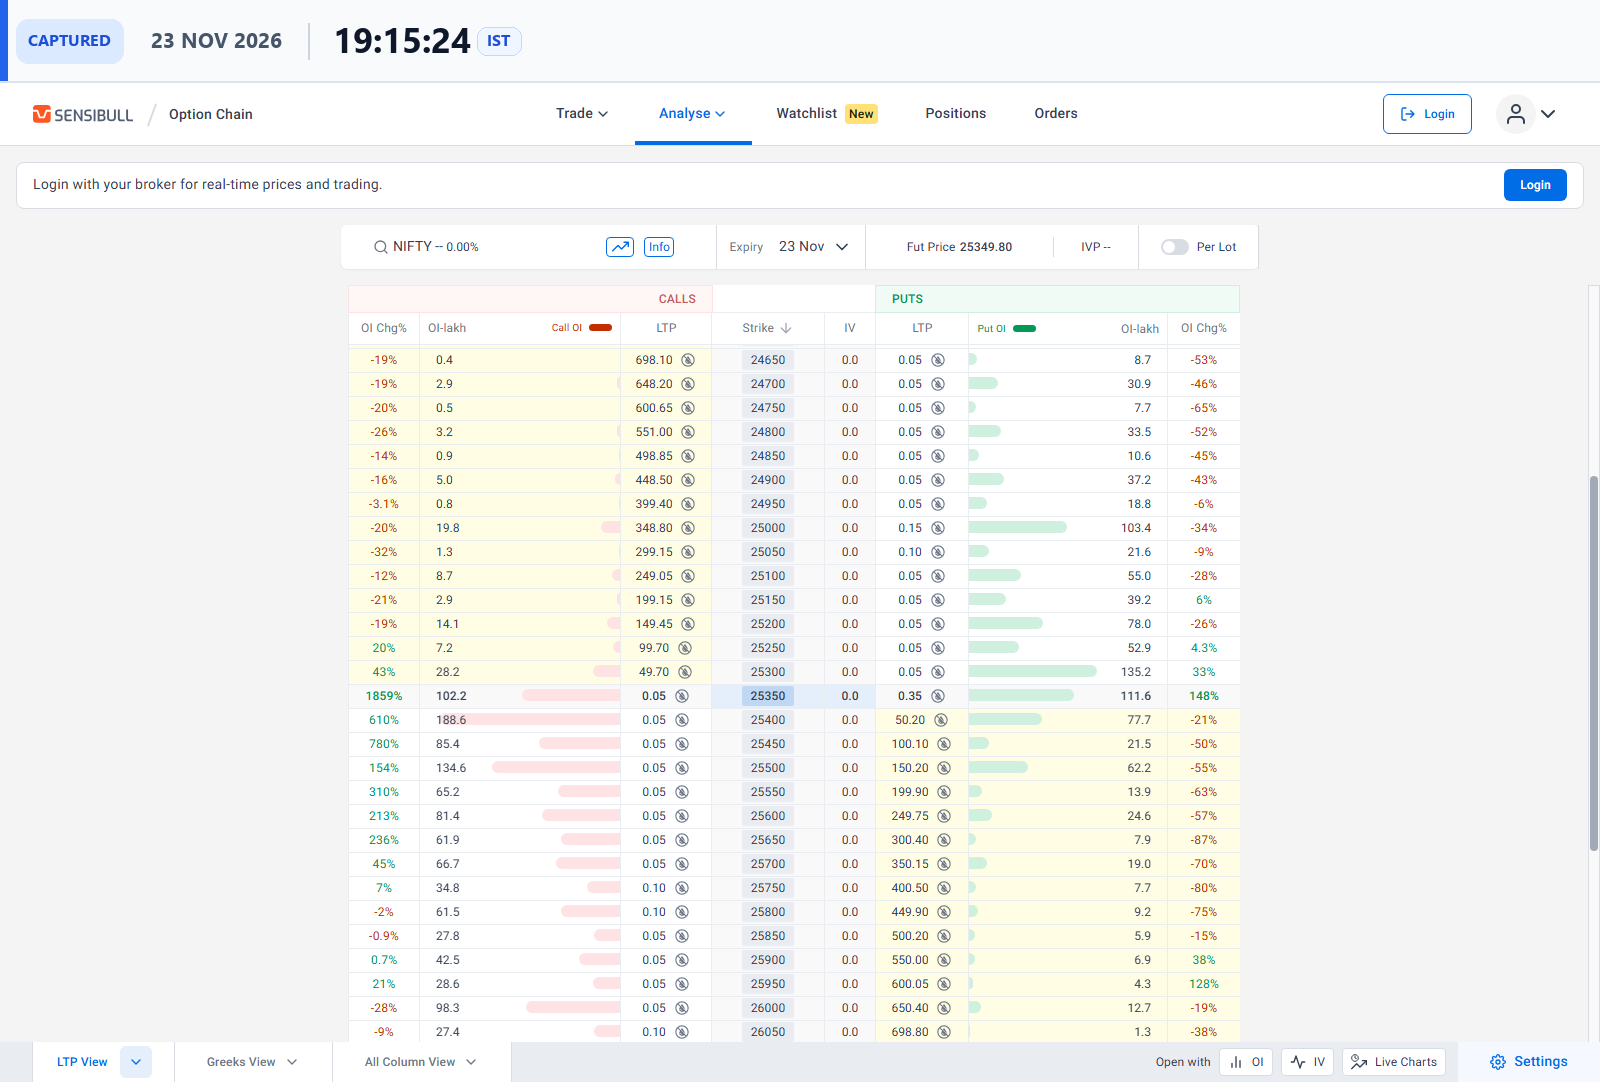 CAPTURED 23 NOV 2026 19:15:24 IST
SENSIBULL / Option Chain Trade Analyse Watchlist New Positions Orders Login
Login with your broker for real-time prices and trading. Login
NIFTY -- 0.00% Info Expiry 23 Nov Fut Price 25349.80 IVP -- Per Lot
CALLS PUTS
OI Chg% OI-lakh Call OI LTP Strike IV LTP Put OI OI-lakh OI Chg%
-19% 0.4 698.10 24650 0.0 0.05 8.7 -53%
-19% 2.9 648.20 24700 0.0 0.05 30.9 -46%
-20% 0.5 600.65 24750 0.0 0.05 7.7 -65%
-26% 3.2 551.00 24800 0.0 0.05 33.5 -52%
-14% 0.9 498.85 24850 0.0 0.05 10.6 -45%
-16% 5.0 448.50 24900 0.0 0.05 37.2 -43%
-3.1% 0.8 399.40 24950 0.0 0.05 18.8 -6%
-20% 19.8 348.80 25000 0.0 0.15 103.4 -34%
-32% 1.3 299.15 25050 0.0 0.10 21.6 -9%
-12% 8.7 249.05 25100 0.0 0.05 55.0 -28%
-21% 2.9 199.15 25150 0.0 0.05 39.2 6%
-19% 14.1 149.45 25200 0.0 0.05 78.0 -26%
20% 7.2 99.70 25250 0.0 0.05 52.9 4.3%
43% 28.2 49.70 25300 0.0 0.05 135.2 33%
1859% 102.2 0.05 25350 0.0 0.35 111.6 148%
610% 188.6 0.05 25400 0.0 50.20 77.7 -21%
780% 85.4 0.05 25450 0.0 100.10 21.5 -50%
154% 134.6 0.05 25500 0.0 150.20 62.2 -55%
310% 65.2 0.05 25550 0.0 199.90 13.9 -63%
213% 81.4 0.05 25600 0.0 249.75 24.6 -57%
236% 61.9 0.05 25650 0.0 300.40 7.9 -87%
45% 66.7 0.05 25700 0.0 350.15 19.0 -70%
7% 34.8 0.10 25750 0.0 400.50 7.7 -80%
-2% 61.5 0.10 25800 0.0 449.90 9.2 -75%
-0.9% 27.8 0.05 25850 0.0 500.20 5.9 -15%
0.7% 42.5 0.05 25900 0.0 550.00 6.9 38%
21% 28.6 0.05 25950 0.0 600.05 4.3 128%
-28% 98.3 0.05 26000 0.0 650.40 12.7 -19%
-9% 27.4 0.10 26050 0.0 698.80 1.3 -38%
LTP View Greeks View All Column View Open with OI IV Live Charts Settings